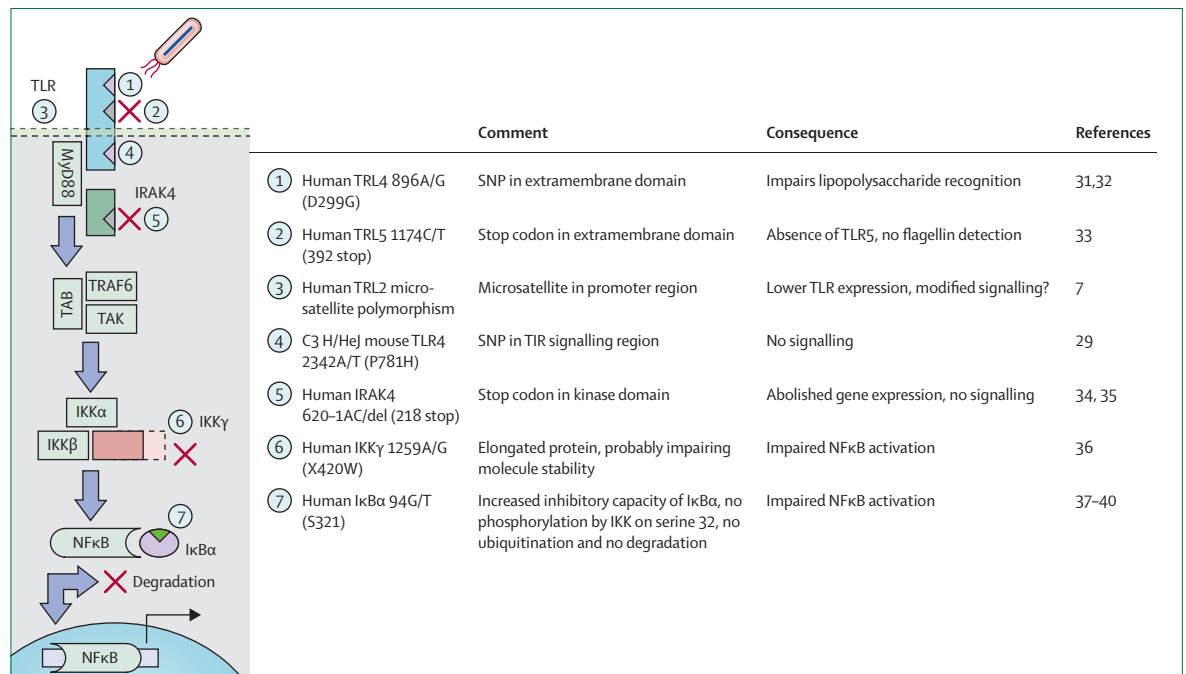 TLR
1
3
2
4
MyD88
IRAK4
5
TAB
TRAF6
TAK
IKKα
6 IKKγ
IKKβ
7
NFκB
IκBα
Degradation
NFκB
Comment Consequence References
1 Human TRL4 896A/G SNP in extramembrane domain Impairs lipopolysaccharide recognition 31,32
(D299G)
2 Human TRL5 1174C/T Stop codon in extramembrane domain Absence of TLR5, no flagellin detection 33
(392 stop)
3 Human TRL2 micro- Microsatellite in promoter region Lower TLR expression, modified signalling? 7
satellite polymorphism
4 C3 H/HeJ mouse TLR4 SNP in TIR signalling region No signalling 29
2342A/T (P781H)
5 Human IRAK4 Stop codon in kinase domain Abolished gene expression, no signalling 34, 35
620–1AC/del (218 stop)
6 Human IKKγ 1259A/G Elongated protein, probably impairing Impaired NFκB activation 36
(X420W) molecule stability
7 Human IκBα 94G/T Increased inhibitory capacity of IκBα, no Impaired NFκB activation 37–40
(S321) phosphorylation by IKK on serine 32, no
ubiquitination and no degradation